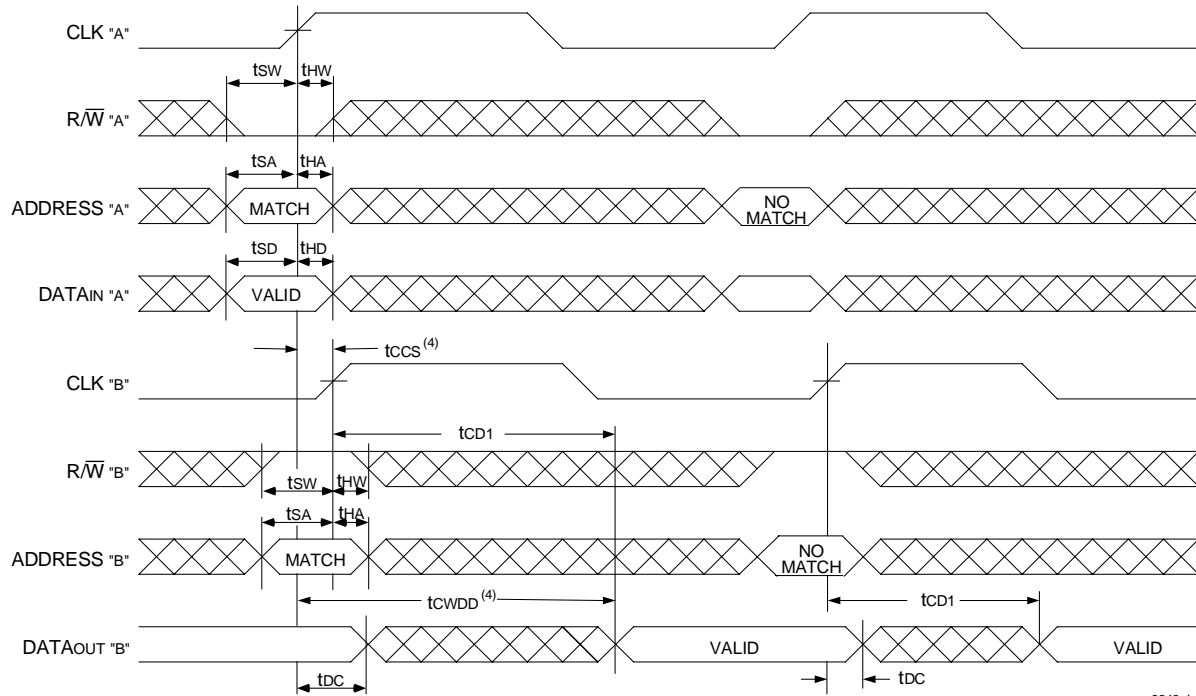 CLK "A"
tSW tHW
R/W̅ "A"
tSA tHA
ADDRESS "A" MATCH NO MATCH
tSD tHD
DATAIN "A" VALID
tCCS (4)
CLK "B"
tCD1
R/W̅ "B"
tSW tHW
tSA tHA
ADDRESS "B" MATCH NO MATCH
tCWDD (4) tCD1
DATAOUT "B" VALID VALID
tDC tDC